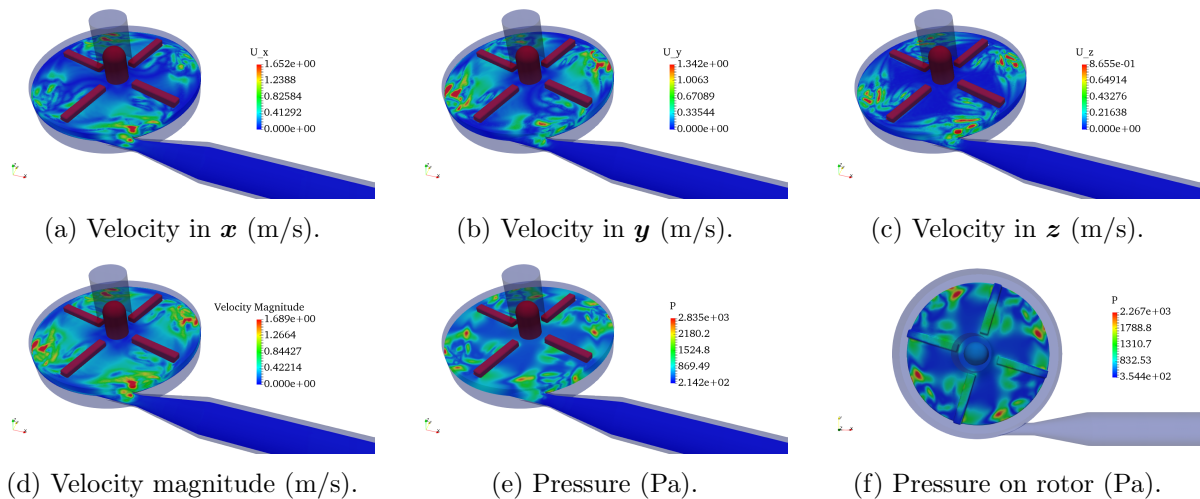 U_x
1.652e+00
1.2388
0.82584
0.41292
0.000e+00
U_y
1.342e+00
1.0063
0.67089
0.33544
0.000e+00
U_z
8.655e-01
0.64914
0.43276
0.21638
0.000e+00
(a) Velocity in x (m/s).
(b) Velocity in y (m/s).
(c) Velocity in z (m/s).
Velocity Magnitude
1.689e+00
1.2664
0.84427
0.42214
0.000e+00
P
2.835e+03
2180.2
1524.8
869.49
2.142e+02
P
2.267e+03
1788.8
1310.7
832.53
3.544e+02
(d) Velocity magnitude (m/s).
(e) Pressure (Pa).
(f) Pressure on rotor (Pa).